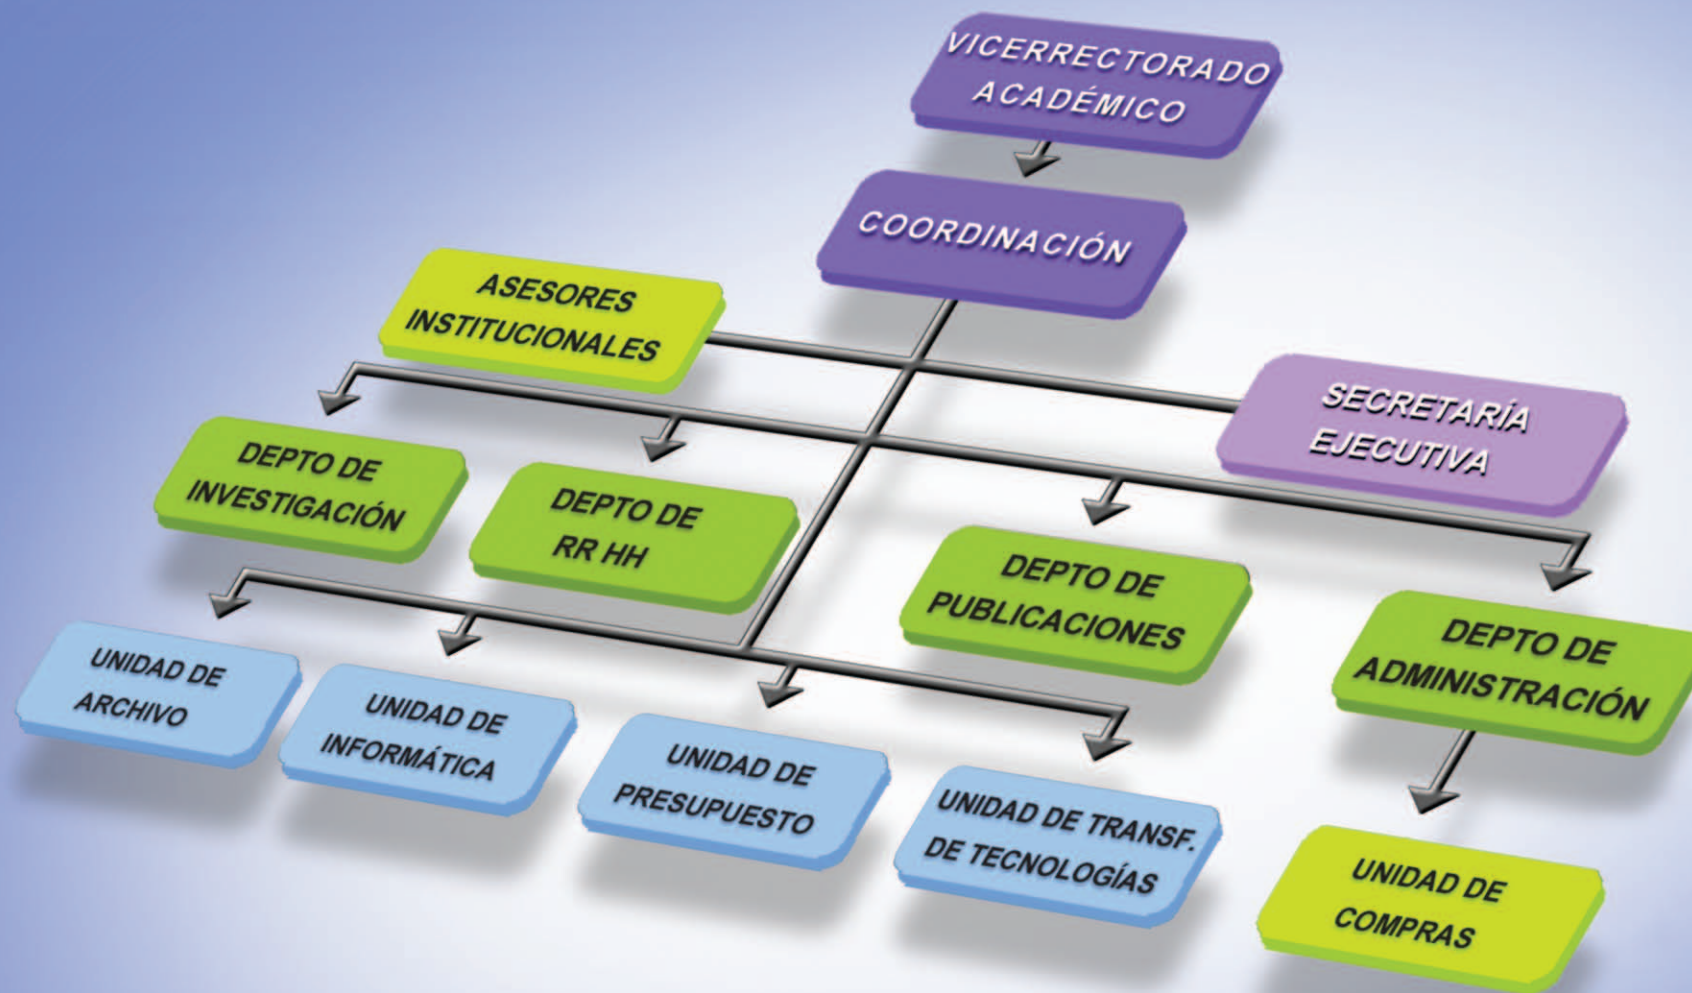 VICERRECTORADO
ACADÉMICO
COORDINACIÓN
ASESORES
INSTITUCIONALES
SECRETARÍA
EJECUTIVA
DEPTO DE
INVESTIGACIÓN
DEPTO DE
RR HH
DEPTO DE
PUBLICACIONES
DEPTO DE
ADMINISTRACIÓN
UNIDAD DE
ARCHIVO
UNIDAD DE
INFORMÁTICA
UNIDAD DE
PRESUPUESTO
UNIDAD DE TRANSF.
DE TECNOLOGÍAS
UNIDAD DE
COMPRAS